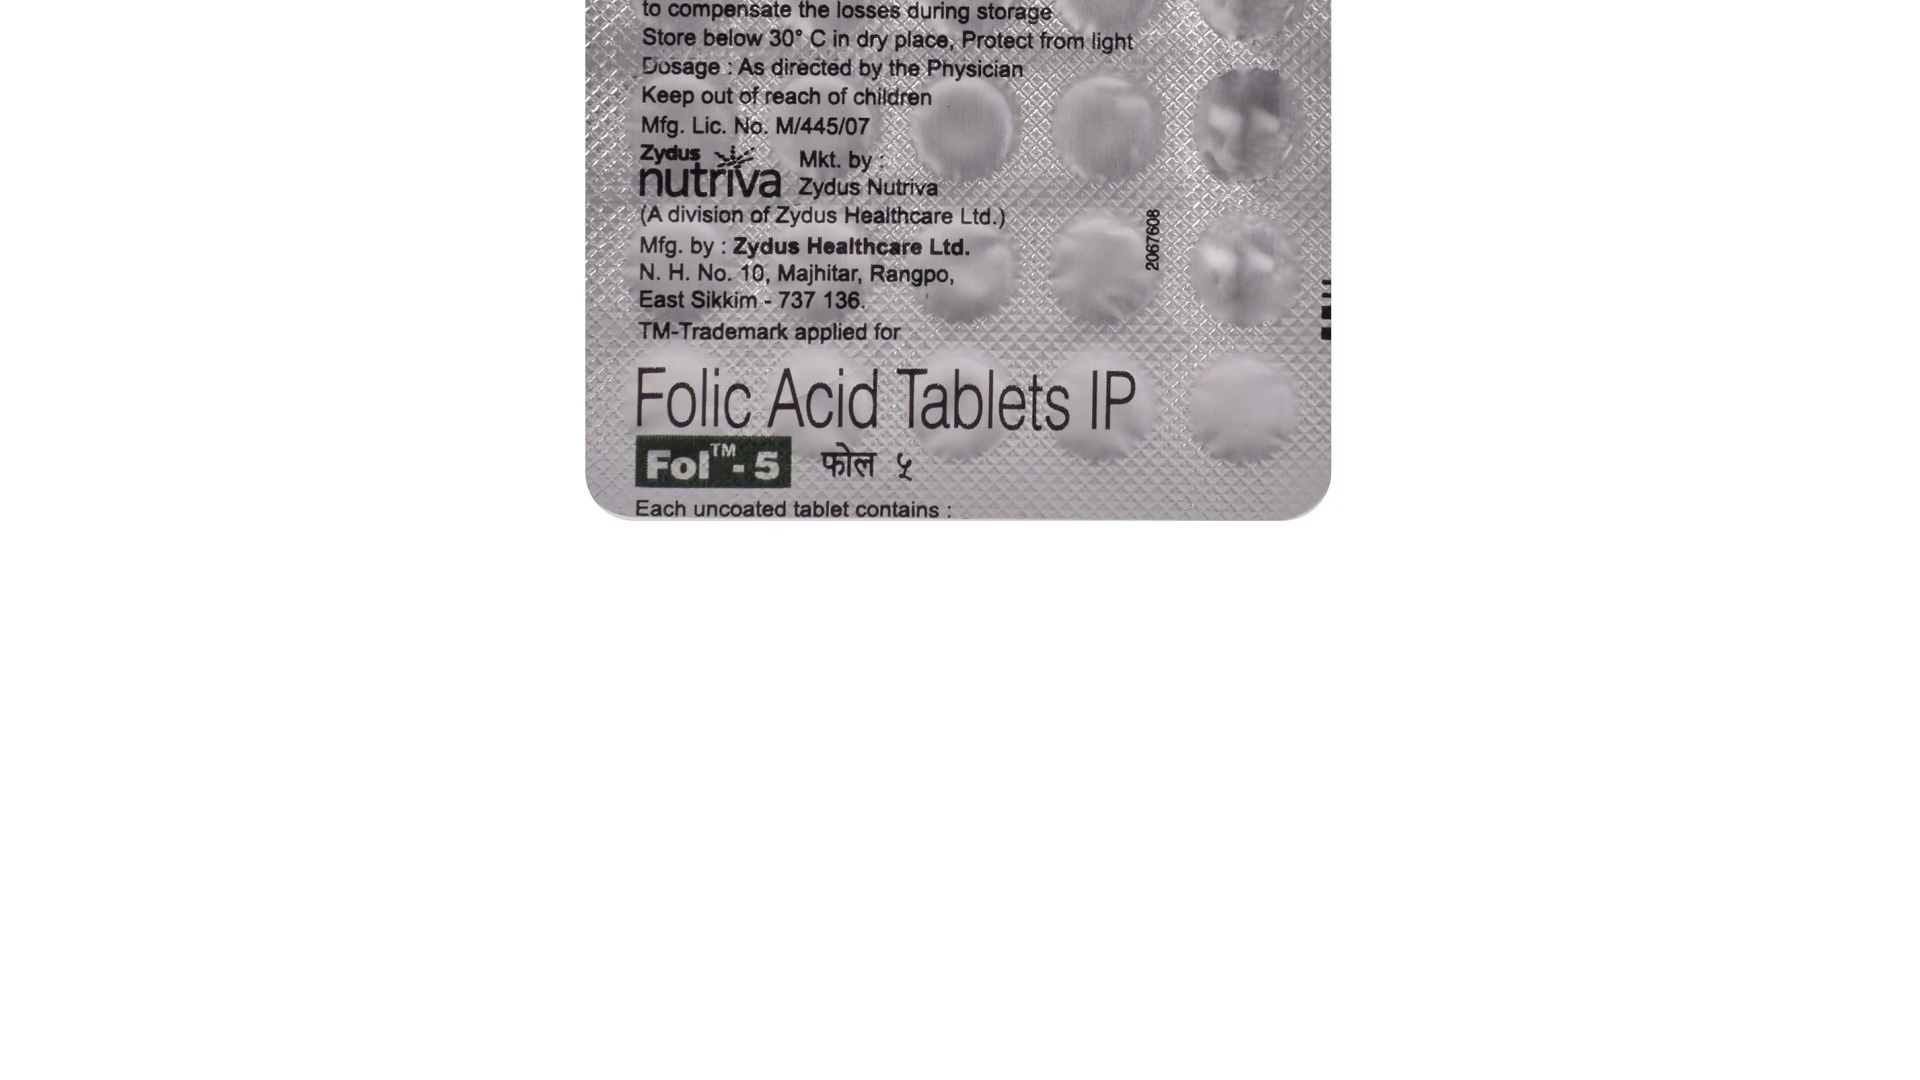 to compensate the losses during storage
Store below 30° C in dry place, Protect from light
Dosage : As directed by the Physician
Keep out of reach of children
Mfg. Lic. No. M/445/07
Zydus
nutriva
Mkt. by :
Zydus Nutriva
(A division of Zydus Healthcare Ltd.)
Mfg. by : Zydus Healthcare Ltd.
N. H. No. 10, Majhitar, Rangpo,
East Sikkim - 737 136.
TM-Trademark applied for
2067608
Folic Acid Tablets IP
Fol™- 5 फोल ५
Each uncoated tablet contains :